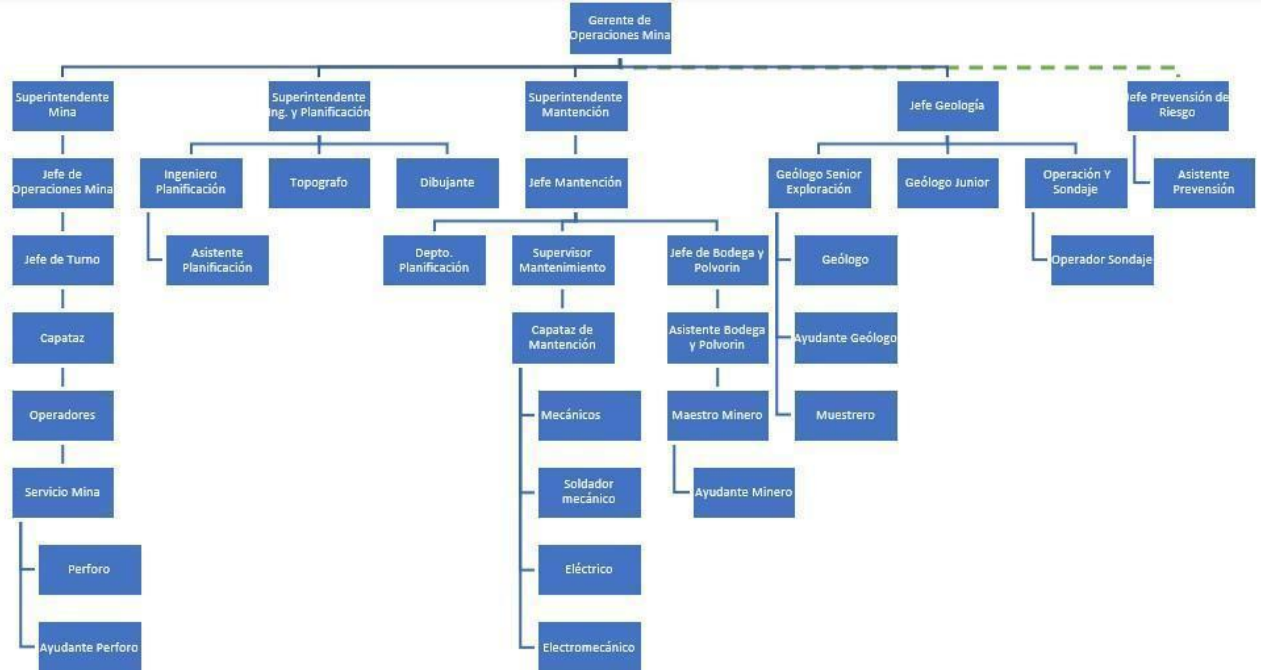 Gerente de
Operaciones Mina
Superintendente
Mina
Superintendente
Ing. y Planificación
Superintendente
Mantención
Jefe Geología
Jefe Prevención de
Riesgo
Jefe de
Operaciones Mina
Ingeniero
Planificación
Topografo
Dibujante
Jefe Mantención
Geólogo Senior
Exploración
Geólogo Junior
Operación Y
Sondaje
Asistente
Prevención
Jefe de Turno
Asistente
Planificación
Depto.
Planificación
Supervisor
Mantenimiento
Jefe de Bodega y
Polvorin
Geólogo
Operador Sondaje
Capataz
Capataz de
Mantención
Asistente Bodega
y Polvorin
Ayudante Geólogo
Operadores
Mecánicos
Maestro Minero
Muestrero
Servicio Mina
Soldador
mecánico
Ayudante Minero
Perforo
Eléctrico
Ayudante Perforo
Electromecánico